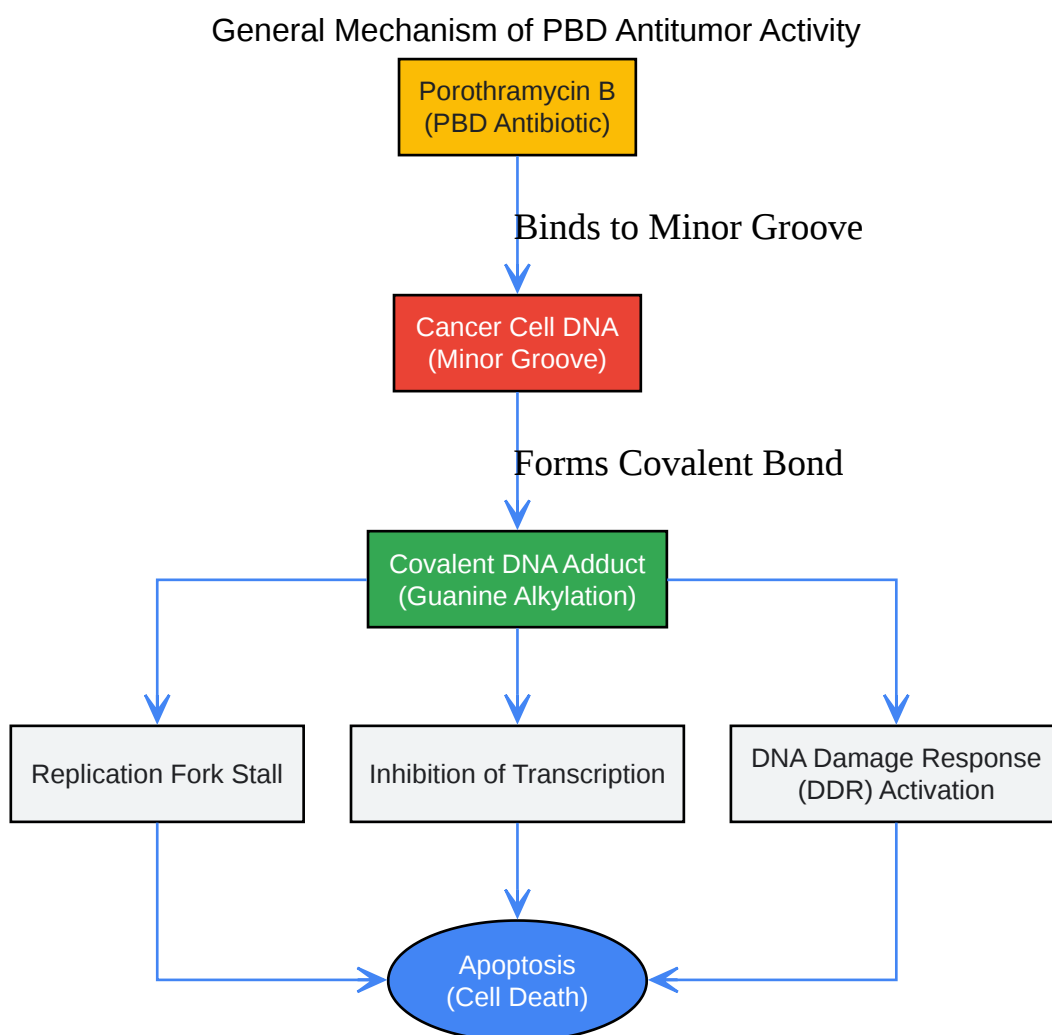 General Mechanism of PBD Antitumor Activity
Porothramycin B
(PBD Antibiotic)
Binds to Minor Groove
Cancer Cell DNA
(Minor Groove)
Forms Covalent Bond
Covalent DNA Adduct
(Guanine Alkylation)
Replication Fork Stall
Inhibition of Transcription
DNA Damage Response
(DDR) Activation
Apoptosis
(Cell Death)